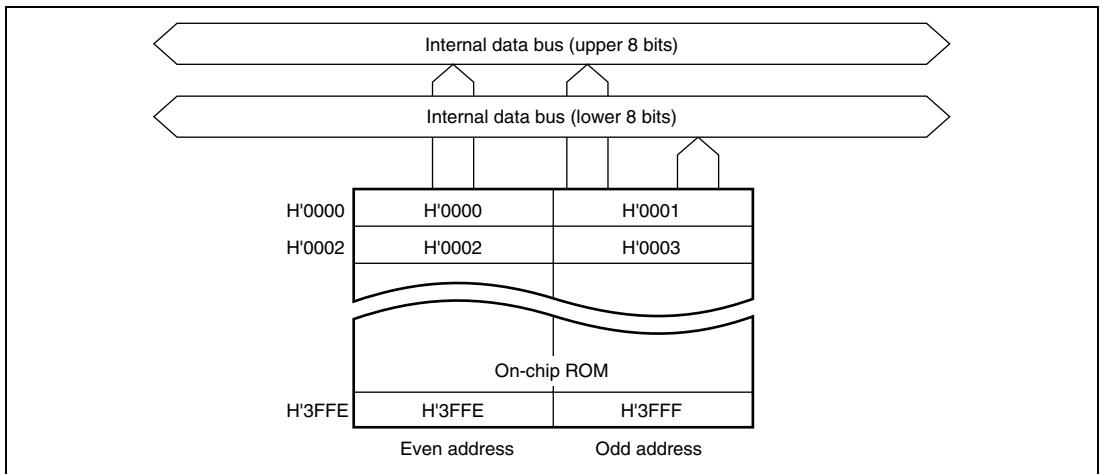 Internal data bus (upper 8 bits)
Internal data bus (lower 8 bits)
H'0000 H'0000 H'0001
H'0002 H'0002 H'0003
On-chip ROM
H'3FFE H'3FFE H'3FFF
Even address Odd address